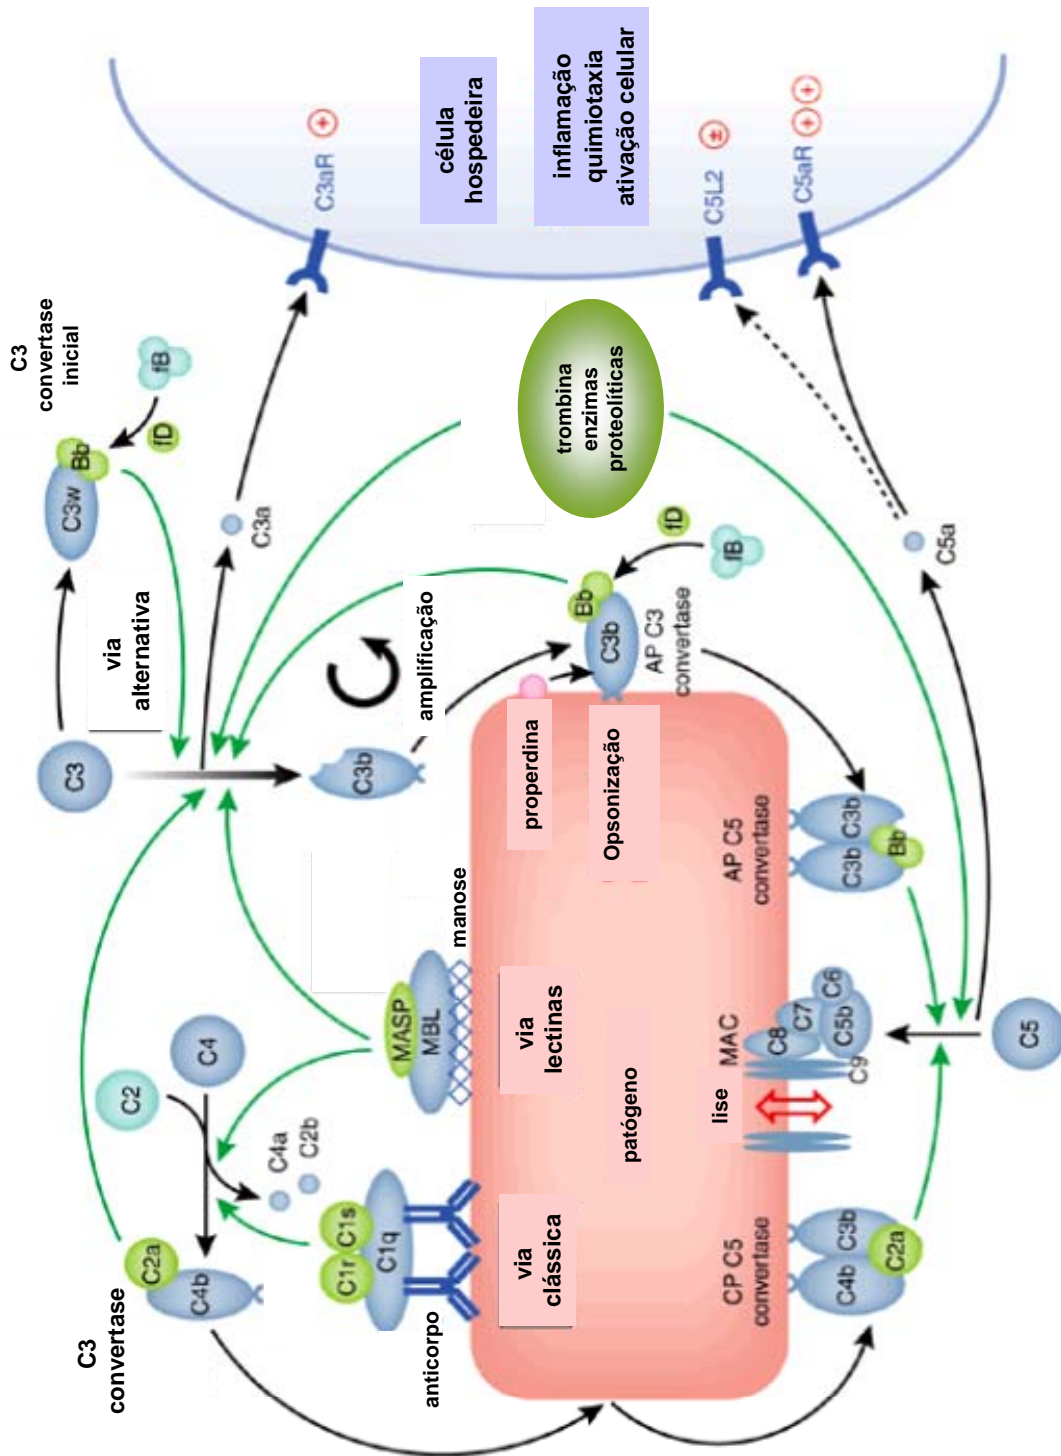 C3
convertase
C2a
C4b
C2
C4
C4a
C2b
C3
via
alternativa
C3w
Bb
fD
fB
C3
convertase
inicial
C3a
C3aR
+
célula
hospedeira
inflamação
quimiotaxia
ativação celular
C5L2
±
C5aR
+
+
trombina
enzimas
proteolíticas
C3b
amplificação
anticorpo
C1r
C1s
C1q
MASP
MBL
manose
properdina
Bb
C3b
fD
fB
AP C3
convertase
via
clássica
via
lectinas
Opsonização
patógeno
lise
CP C5
convertase
C4b
C3b
C2a
MAC
C8
C7
C6
C5b
C9
AP C5
convertase
C3b
C3b
Bb
C5
C5a